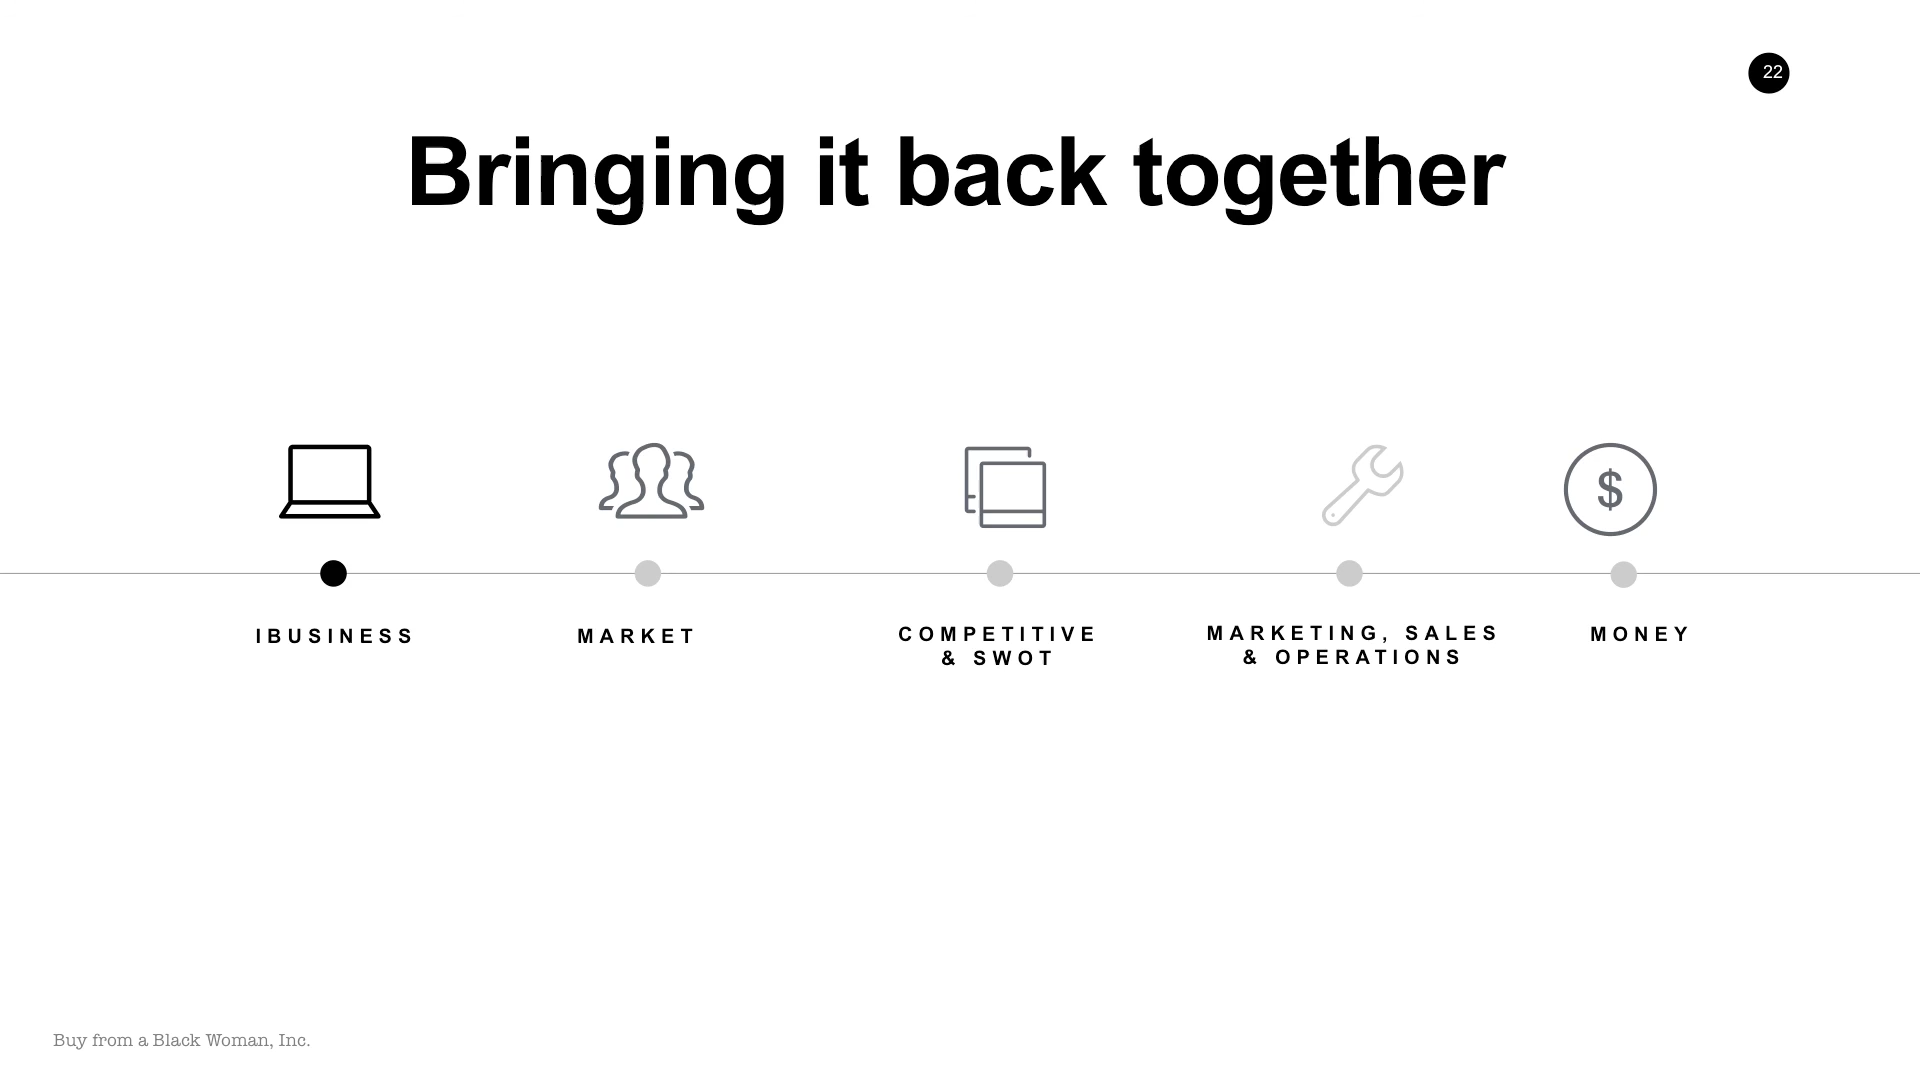 22
Bringing it back together
$
IBUSINESS
MARKET
COMPETITIVE
& SWOT
MARKETING, SALES
& OPERATIONS
MONEY
Buy from a Black Woman, Inc.